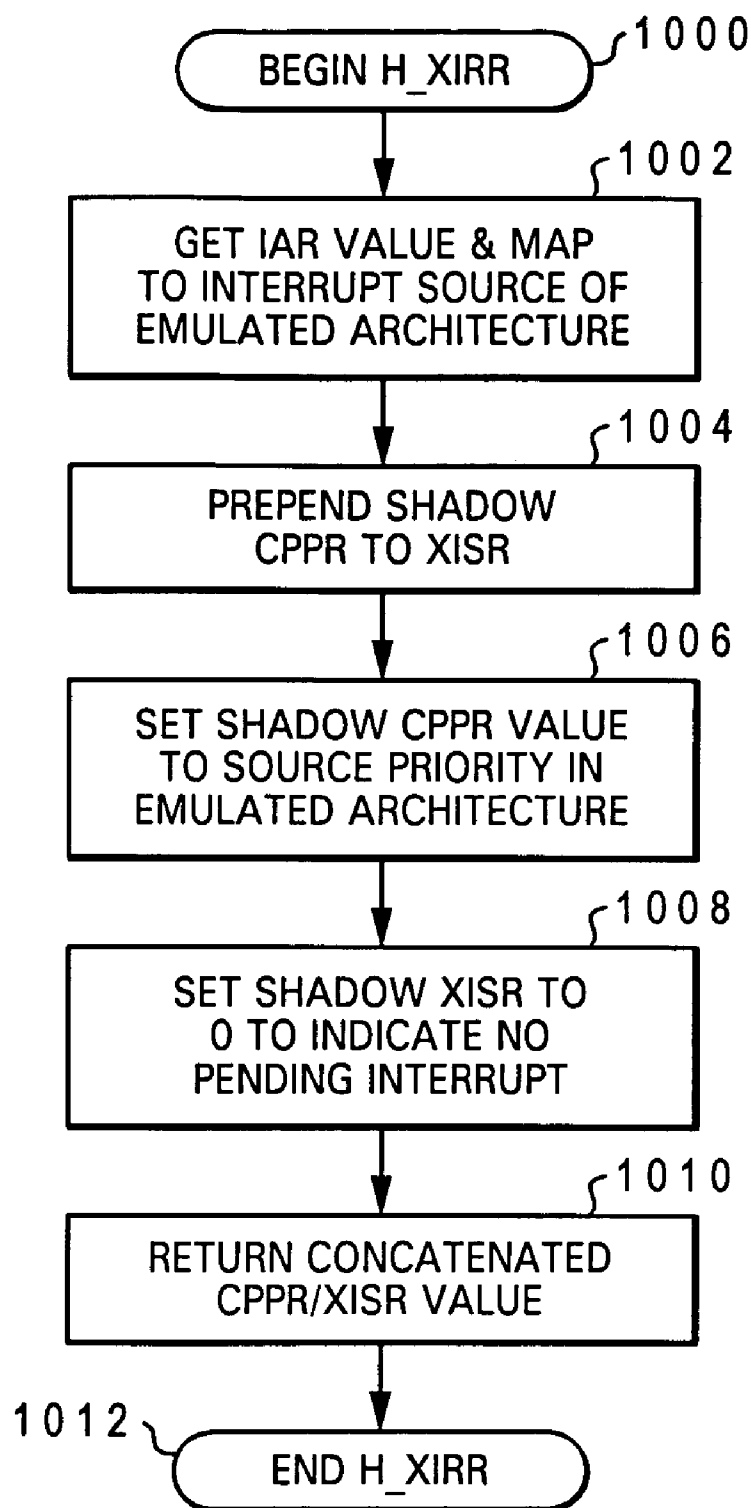 1000
BEGIN H_XIRR
1002
GET IAR VALUE & MAP
TO INTERRUPT SOURCE OF
EMULATED ARCHITECTURE
1004
PREPEND SHADOW
CPPR TO XISR
1006
SET SHADOW CPPR VALUE
TO SOURCE PRIORITY IN
EMULATED ARCHITECTURE
1008
SET SHADOW XISR TO
0 TO INDICATE NO
PENDING INTERRUPT
1010
RETURN CONCATENATED
CPPR/XISR VALUE
1012
END H_XIRR